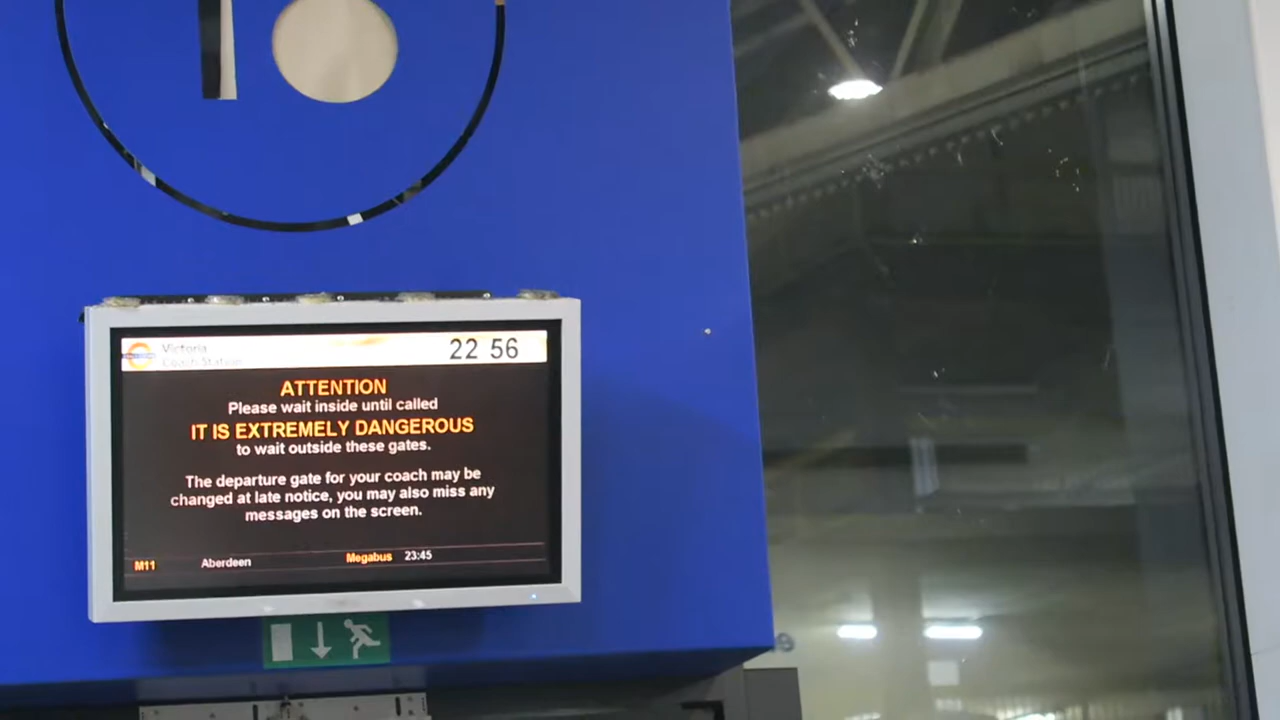 Victoria
Coach Station
22 56
ATTENTION
Please wait inside until called
IT IS EXTREMELY DANGEROUS
to wait outside these gates.
The departure gate for your coach may be
changed at late notice, you may also miss any
messages on the screen.
M11 Aberdeen Megabus 23:45